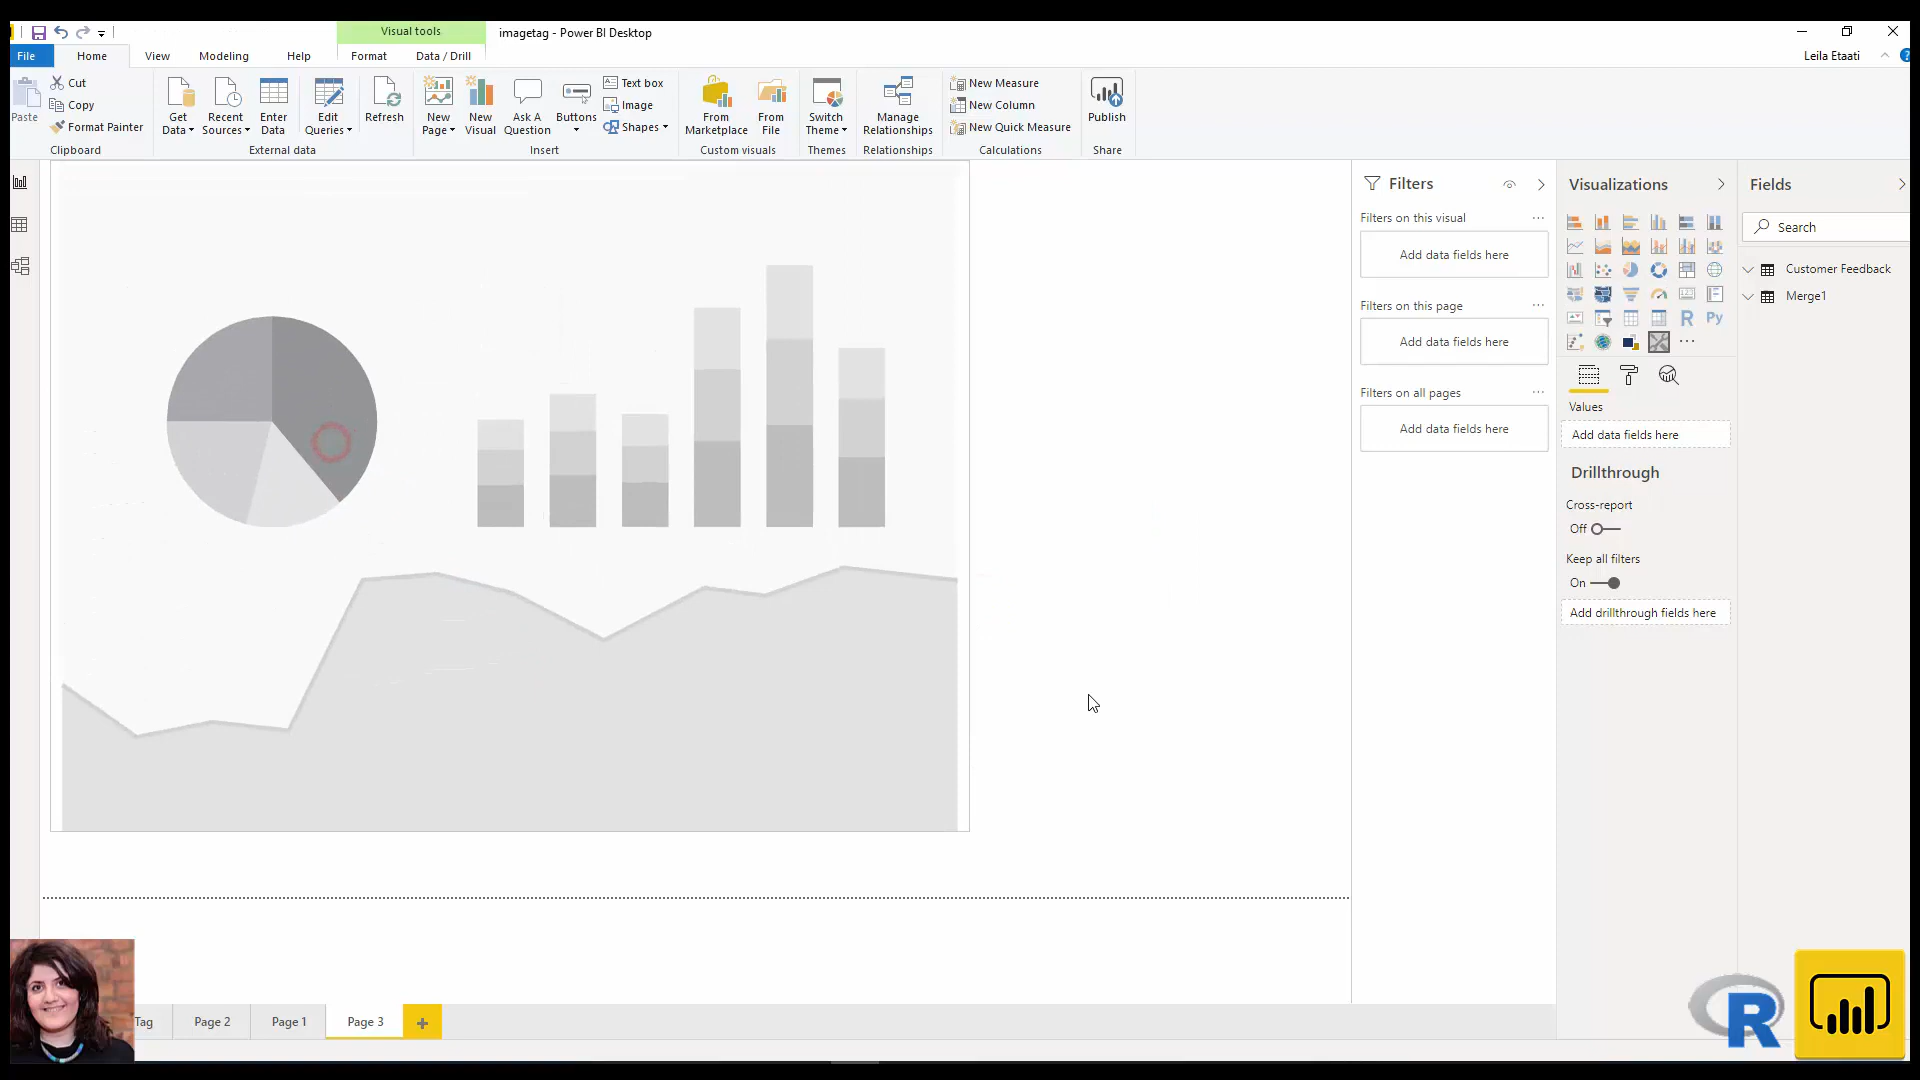 Visual tools
imagetag - Power BI Desktop
File Home View Modeling Help Format Data / Drill
Leila Etaati
?
Paste
Cut
Copy
Format Painter
Clipboard
Get Data
Recent Sources
Enter Data
Edit Queries
Refresh
External data
New Page
New Visual
Ask A Question
Buttons
Text box
Image
Shapes
Insert
From Marketplace
From File
Custom visuals
Switch Theme
Themes
Manage Relationships
Relationships
New Measure
New Column
New Quick Measure
Calculations
Publish
Share
Filters
Filters on this visual
Add data fields here
Filters on this page
Add data fields here
Filters on all pages
Add data fields here
Visualizations
R Py
123
Values
Add data fields here
Drillthrough
Cross-report
Off
Keep all filters
On
Add drillthrough fields here
Fields
Search
Customer Feedback
Merge1
Tag Page 2 Page 1 Page 3 +
R